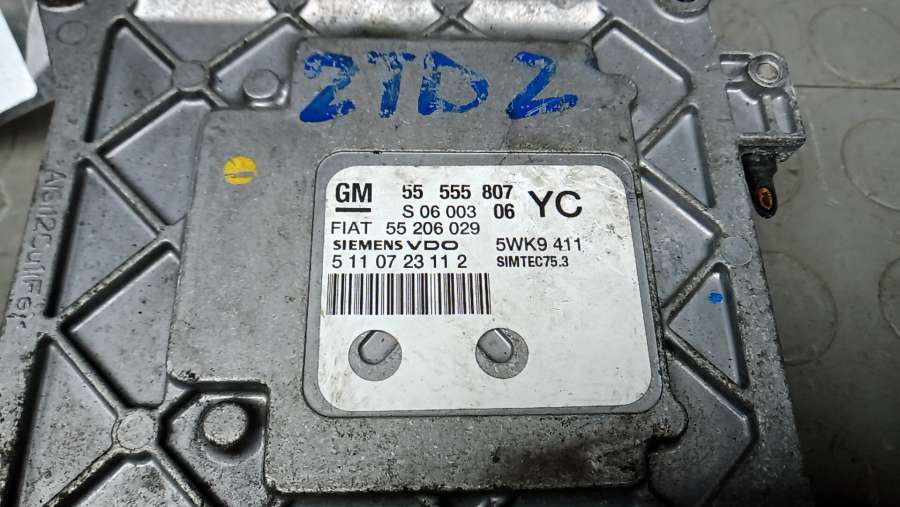 2TD2
GM 55 555 807 YC
S 06 003 06
FIAT 55 206 029
SIEMENS VDO 5WK9 411
5 11 07 23 11 2 SIMTEC75.3